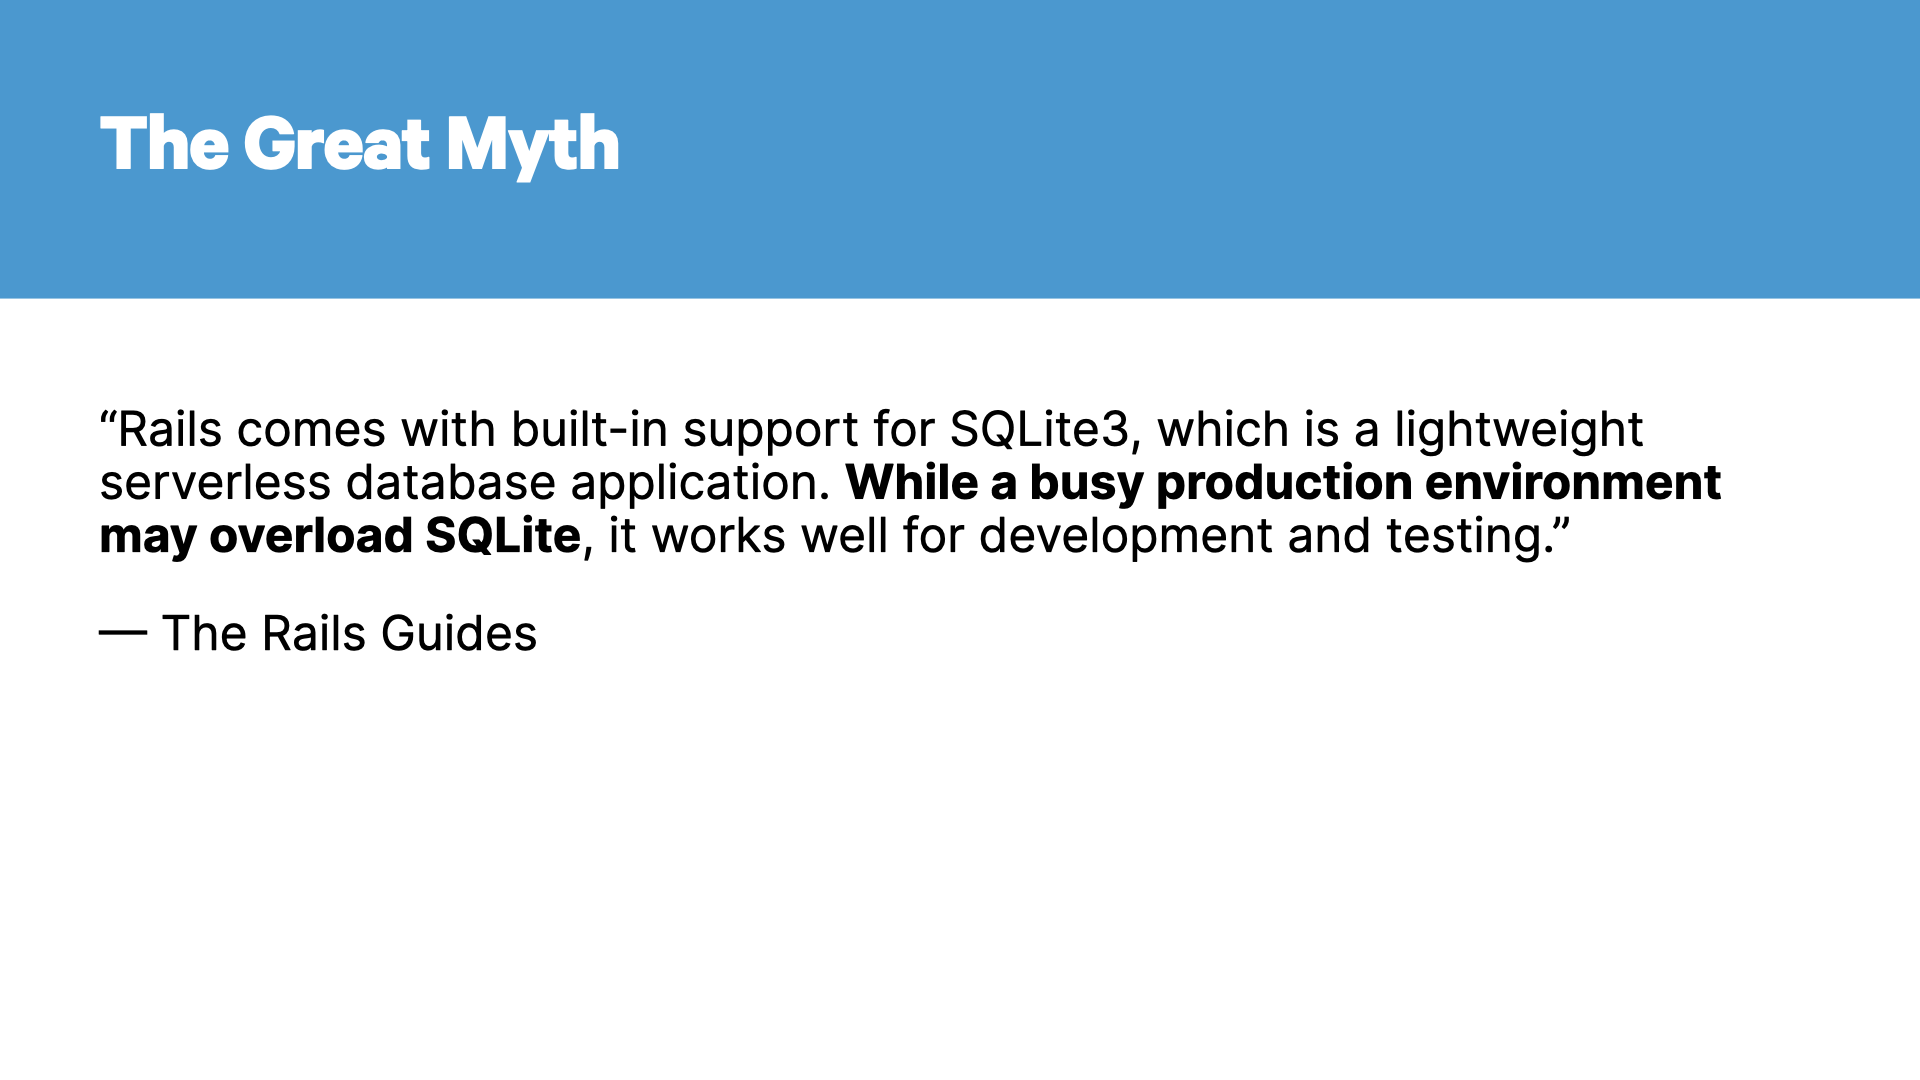 The Great Myth
“Rails comes with built-in support for SQLite3, which is a lightweight
serverless database application. While a busy production environment
may overload SQLite, it works well for development and testing.”
— The Rails Guides